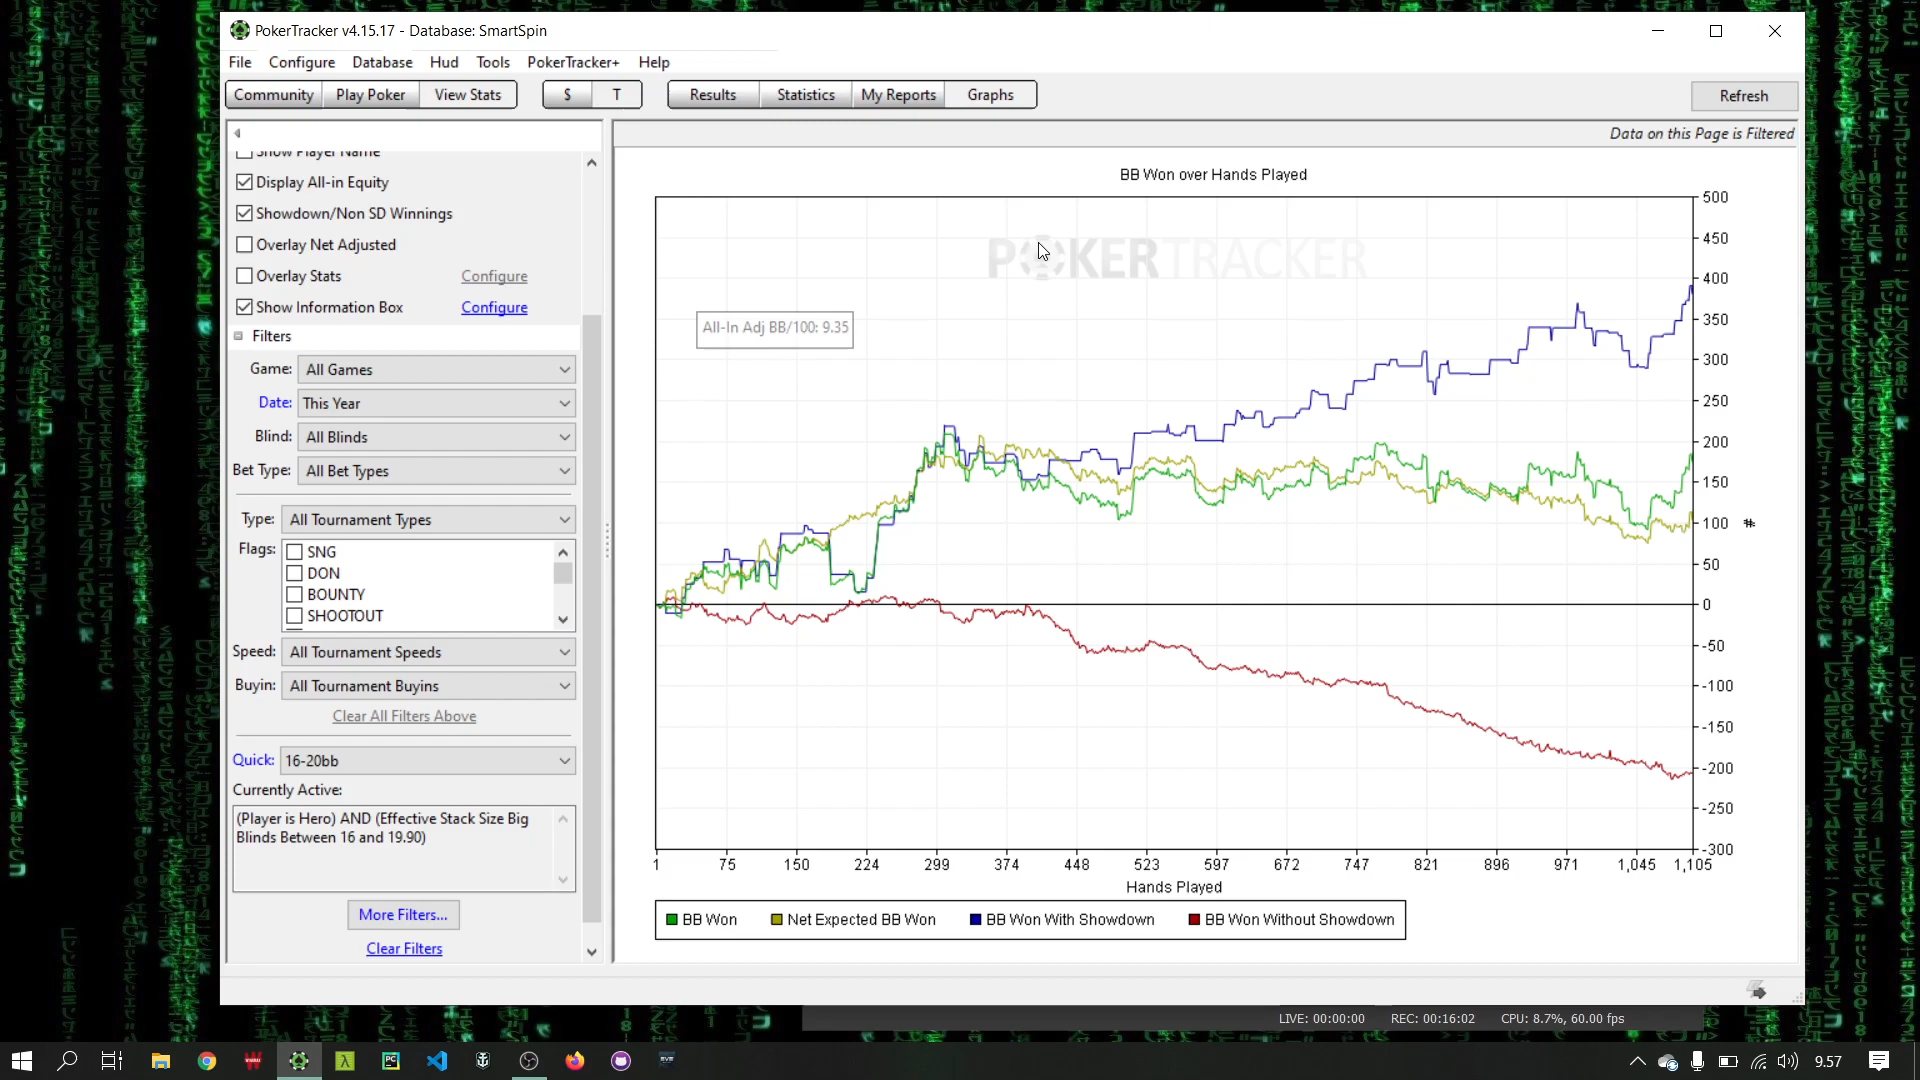 PokerTracker v4.15.17 - Database: SmartSpin
File Configure Database Hud Tools PokerTracker+ Help
Community Play Poker View Stats $ T Results Statistics My Reports Graphs Refresh
Data on this Page is Filtered
Show Player Name
Display All-in Equity
Showdown/Non SD Winnings
Overlay Net Adjusted
Overlay Stats Configure
Show Information Box Configure
Filters
Game: All Games
Date: This Year
Blind: All Blinds
Bet Type: All Bet Types
Type: All Tournament Types
Flags: SNG
DON
BOUNTY
SHOOTOUT
Speed: All Tournament Speeds
Buyin: All Tournament Buyins
Clear All Filters Above
Quick: 16-20bb
Currently Active:
(Player is Hero) AND (Effective Stack Size Big
Blinds Between 16 and 19.90)
More Filters...
Clear Filters
BB Won over Hands Played
POKERTRACKER
All-In Adj BB/100: 9.35
500
450
400
350
300
250
200
150
100 #
50
0
-50
-100
-150
-200
-250
-300
1 75 150 224 299 374 448 523 597 672 747 821 896 971 1,045 1,105
Hands Played
BB Won Net Expected BB Won BB Won With Showdown BB Won Without Showdown
LIVE: 00:00:00 REC: 00:16:02 CPU: 8.7%, 60.00 fps
9.57